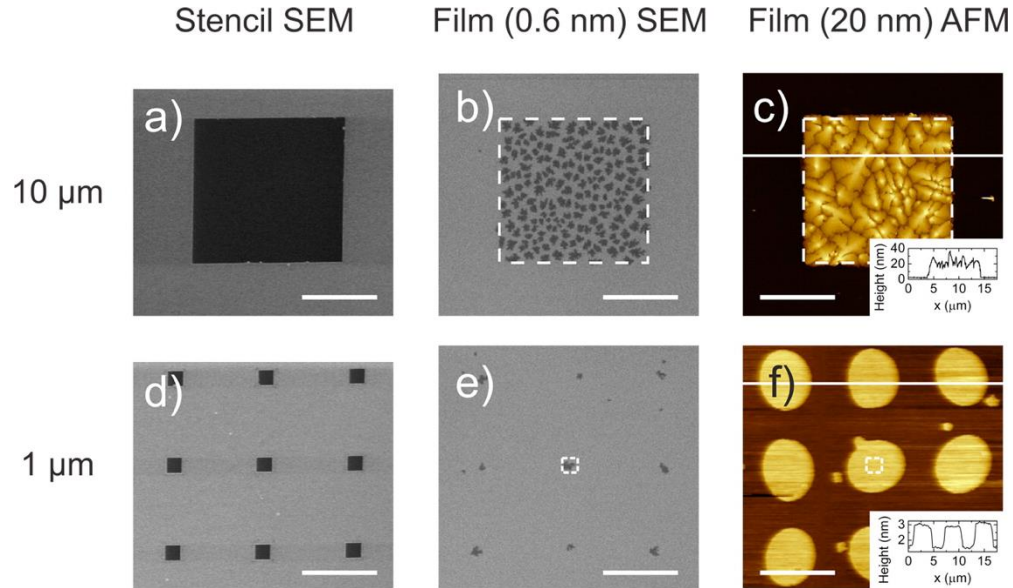 Stencil SEM Film (0.6 nm) SEM Film (20 nm) AFM
10 µm
a)
b)
c)
Height (nm)
40
20
0
0 5 10 15
x (µm)
1 µm
d)
e)
f)
Height (nm)
3
2
0 5 10 15
x (µm)